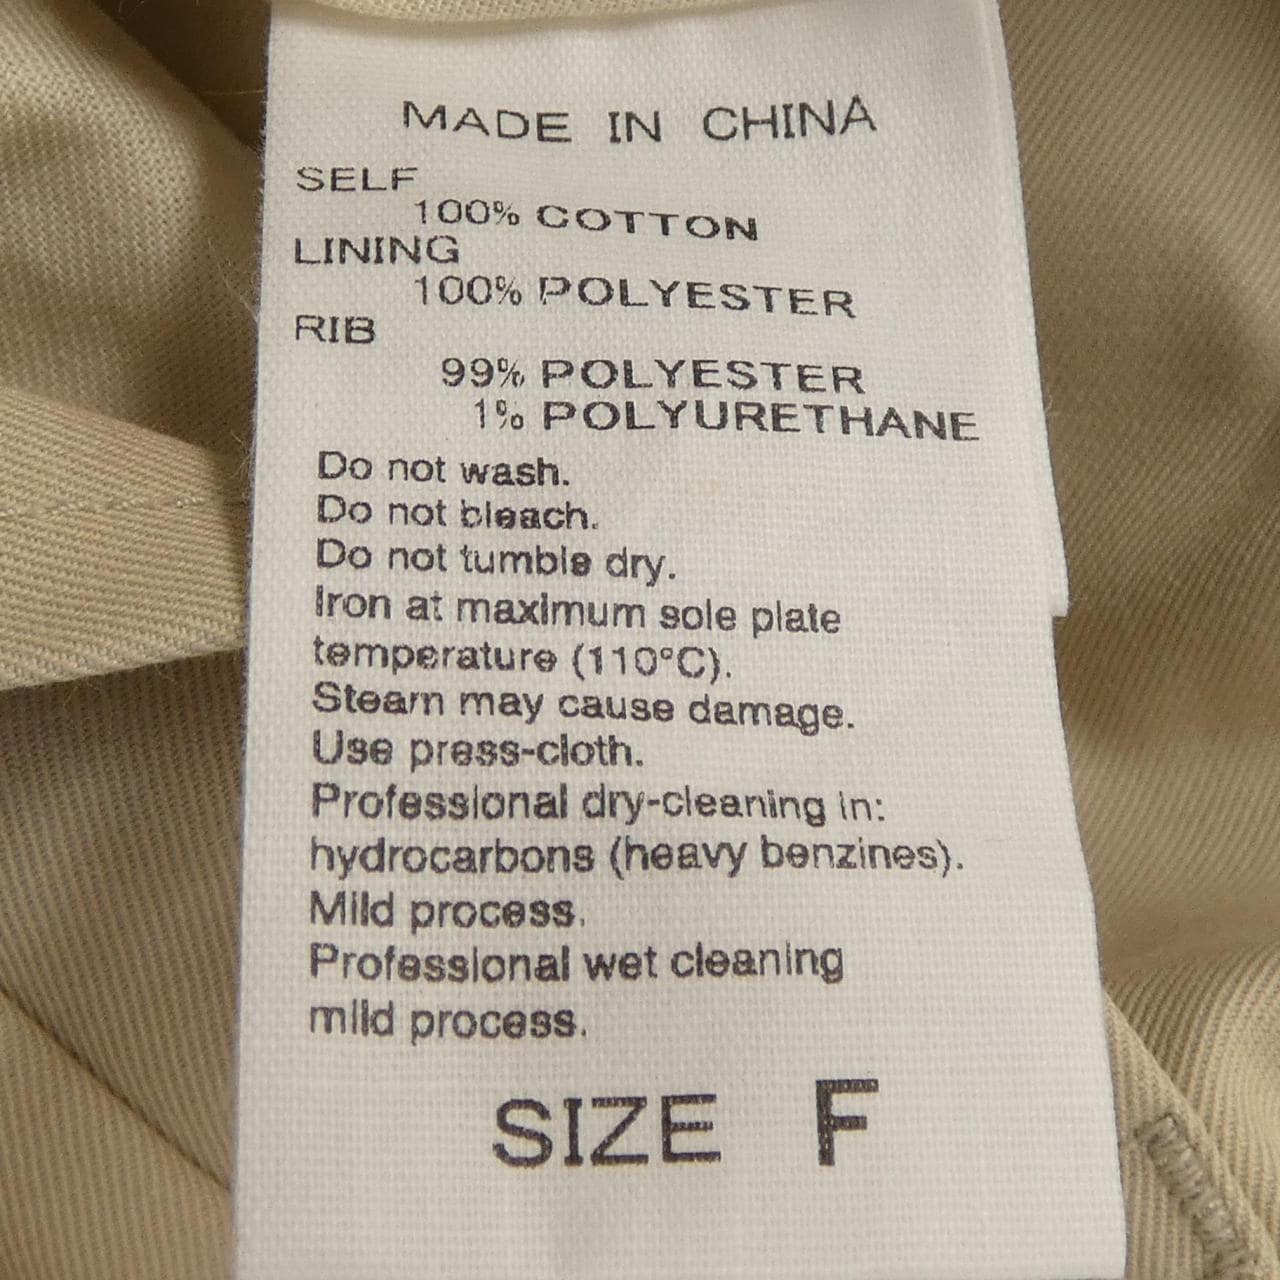 MADE IN CHINA
SELF
100% COTTON
LINING
100% POLYESTER
RIB
99% POLYESTER
1% POLYURETHANE
Do not wash.
Do not bleach.
Do not tumble dry.
Iron at maximum sole plate
temperature (110°C).
Steam may cause damage.
Use press-cloth.
Professional dry-cleaning in:
hydrocarbons (heavy benzines).
Mild process.
Professional wet cleaning
mild process.
SIZE F